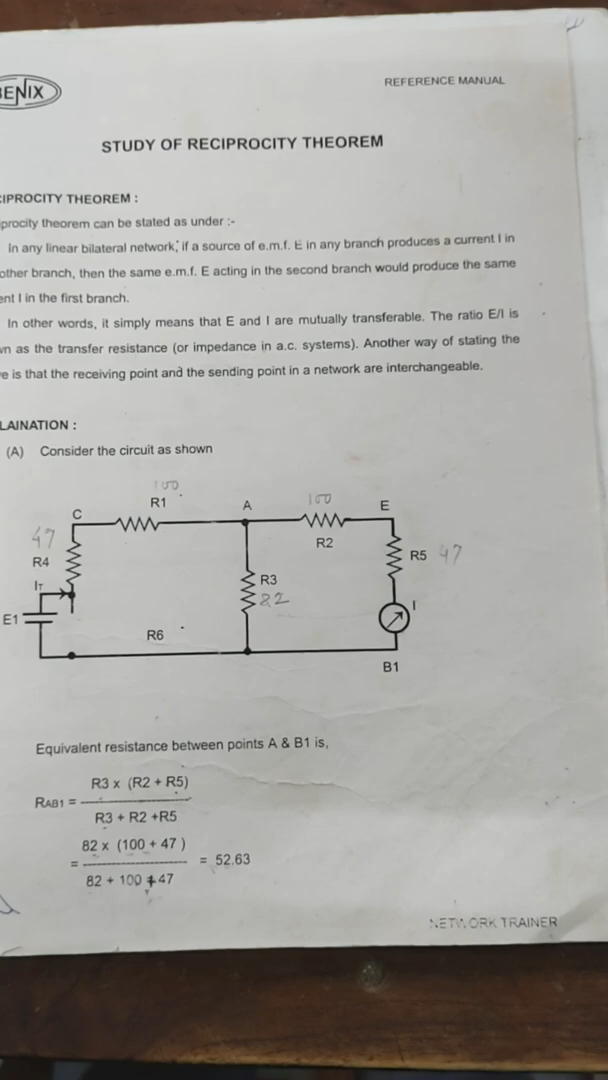 ENIX
REFERENCE MANUAL
STUDY OF RECIPROCITY THEOREM
CIPROCITY THEOREM :
procity theorem can be stated as under :-
In any linear bilateral network, if a source of e.m.f. E in any branch produces a current I in
other branch, then the same e.m.f. E acting in the second branch would produce the same
ent I in the first branch.
In other words, it simply means that E and I are mutually transferable. The ratio E/I is
wn as the transfer resistance (or impedance in a.c. systems). Another way of stating the
e is that the receiving point and the sending point in a network are interchangeable.
LAINATION :
(A) Consider the circuit as shown
100
100
C R1 A E
R2
47
R4
R5 47
IT
R3
82
I
E1
R6
B1
Equivalent resistance between points A & B1 is,
R3 x (R2 + R5)
RAB1 =
R3 + R2 +R5
82 x (100 + 47 )
= = 52.63
82 + 100 + 47
NETWORK TRAINER